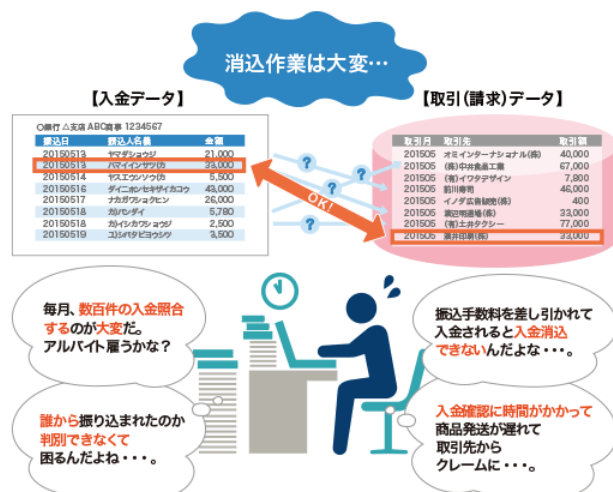 消込作業は大変…
【入金データ】
【取引(請求)データ】
○銀行 △支店 ABC商事 1234567
振込日 振込人名義 金額
20150513 ヤマダショウジ 21,000
20150513 ハマイインサツ(カ 33,000
20150514 ヤスエウンソウ(カ 5,500
20150516 ダイニホンセキザイカコウ 43,000
20150517 ナカガワショクヒン 26,000
20150518 カ)バンダイ 5,780
20150518 カ)イシカワショウジ 2,500
20150519 ユ)シバタビヨウシツ 3,500
?
?
?
OK!
取引月 取引先 取引額
201505 オミインターナショナル(株) 40,000
201505 (株)中井食品工業 67,000
201505 (有)イワタデザイン 7,800
201505 前川寿司 46,000
201505 イノダ広告販売(株) 400
201505 渡辺明道場(株) 33,000
201505 (有)土井タクシー 77,000
201505 濱井印刷(株) 33,000
毎月、数百件の入金照合
するのが大変だ。
アルバイト雇うかな?
振込手数料を差し引かれて
入金されると入金消込
できないんだよな・・・。
誰から振り込まれたのか
判別できなくて
困るんだよね・・・。
入金確認に時間がかかって
商品発送が遅れて
取引先から
クレームに・・・。